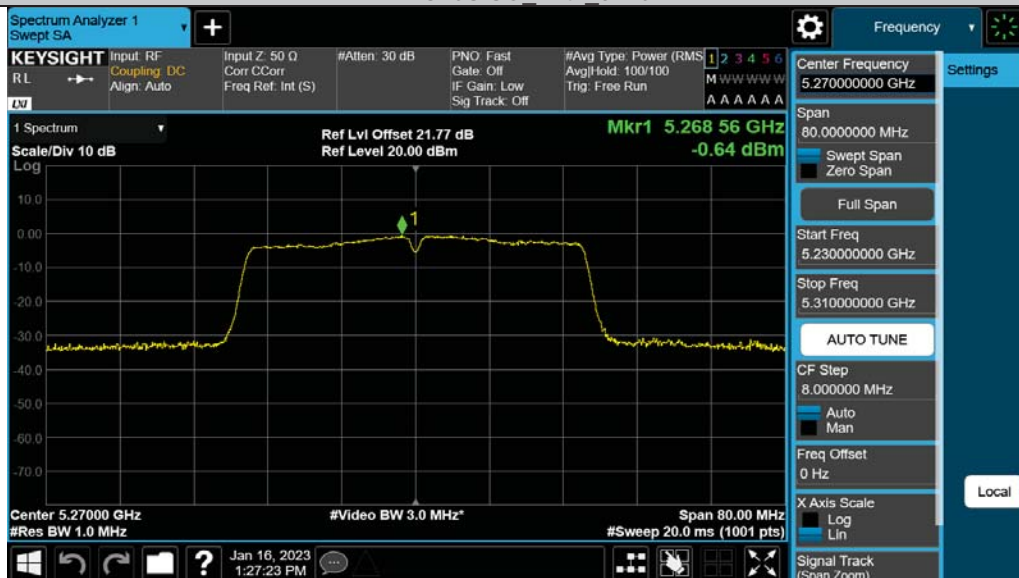 Spectrum Analyzer 1
Swept SA
+
Frequency
KEYSIGHT
RL
LXI
Input: RF
Coupling: DC
Align: Auto
Input Z: 50 Ω
Corr CCorr
Freq Ref: Int (S)
#Atten: 30 dB
PNO: Fast
Gate: Off
IF Gain: Low
Sig Track: Off
#Avg Type: Power (RMS
Avg|Hold: 100/100
Trig: Free Run
1 2 3 4 5 6
M W W W W W
A A A A A A
1 Spectrum
Scale/Div 10 dB
Log
Ref Lvl Offset 21.77 dB
Ref Level 20.00 dBm
Mkr1 5.268 56 GHz
-0.64 dBm
10.0
0.00
-10.0
-20.0
-30.0
-40.0
-50.0
-60.0
-70.0
1
Center 5.27000 GHz
#Res BW 1.0 MHz
#Video BW 3.0 MHz*
Span 80.00 MHz
#Sweep 20.0 ms (1001 pts)
?
Jan 16, 2023
1:27:23 PM
Center Frequency
5.270000000 GHz
Span
80.0000000 MHz
Swept Span
Zero Span
Full Span
Start Freq
5.230000000 GHz
Stop Freq
5.310000000 GHz
AUTO TUNE
CF Step
8.000000 MHz
Auto
Man
Freq Offset
0 Hz
X Axis Scale
Log
Lin
Signal Track
(Span Zoom)
Settings
Local